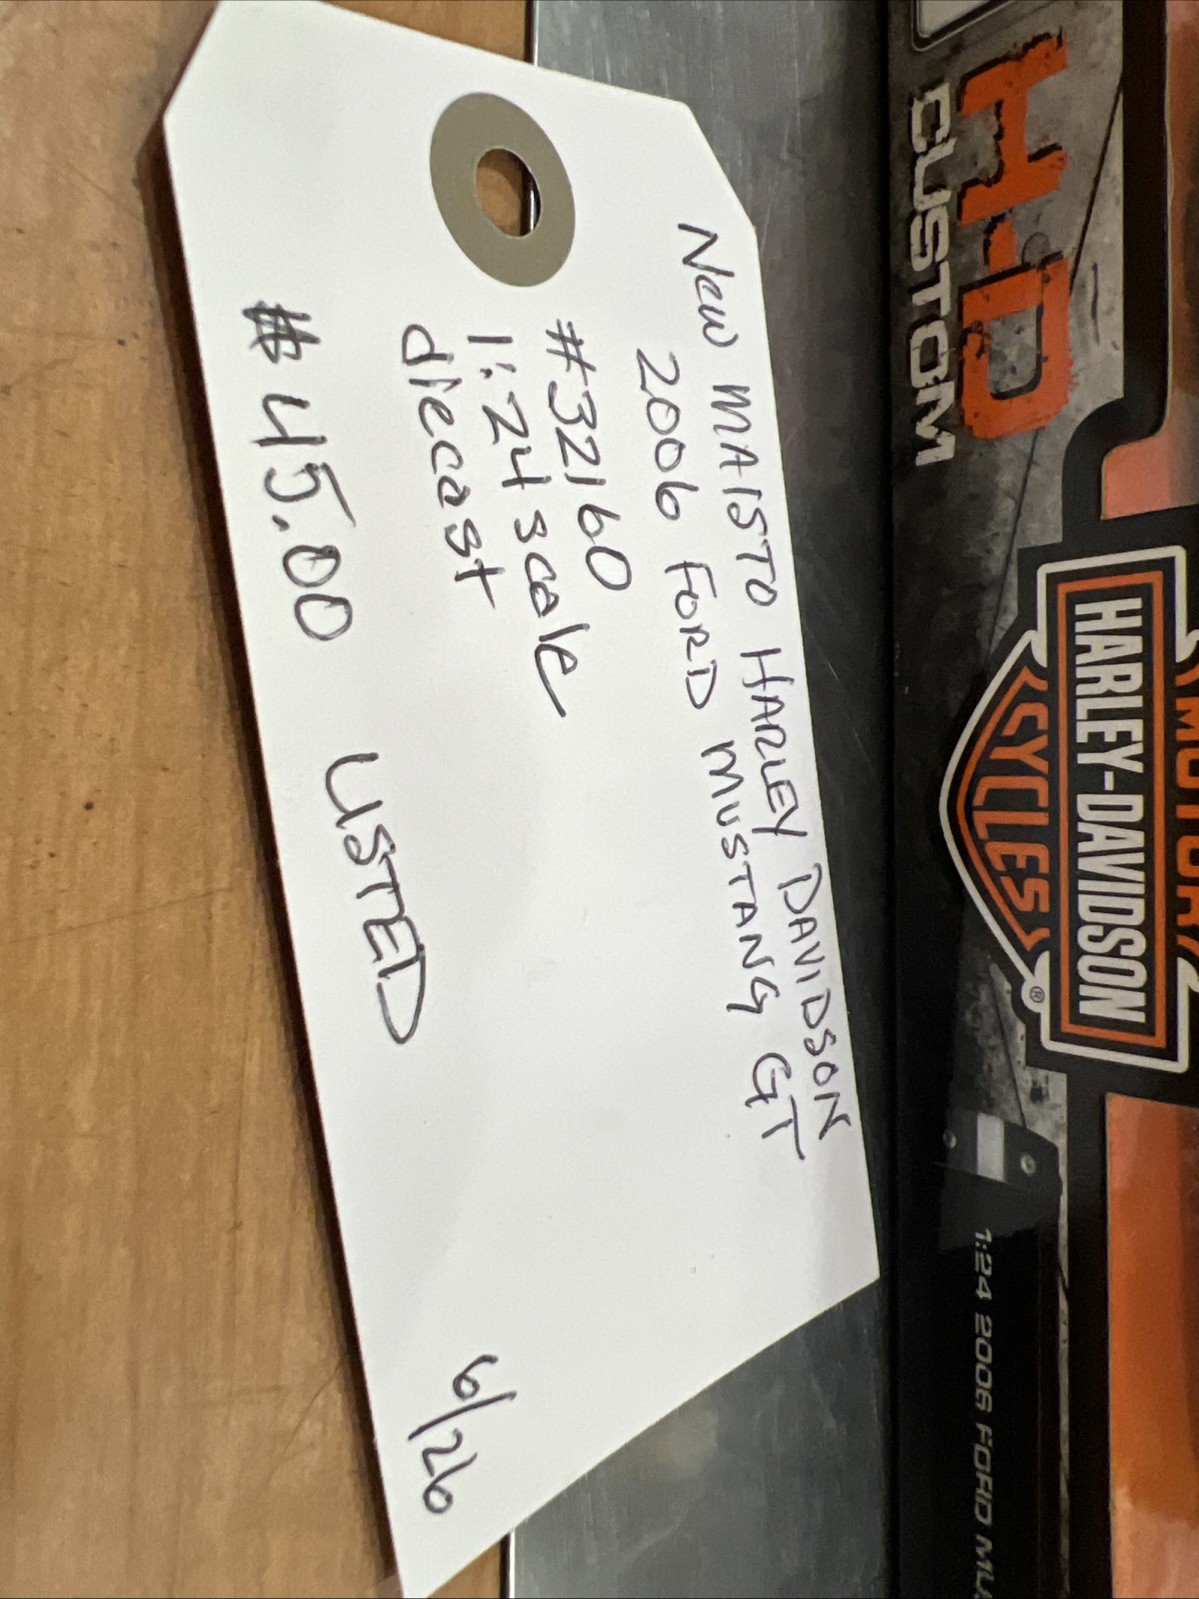 H-D
CUSTOM
MOTOR
HARLEY-DAVIDSON
CYCLES
®
1:24 2006 FORD
New MAISTO HARLEY DAVIDSON
2006 FORD MUSTANG GT
#32160
1:24 scale
diecast
$45.00 LISTED
6/26